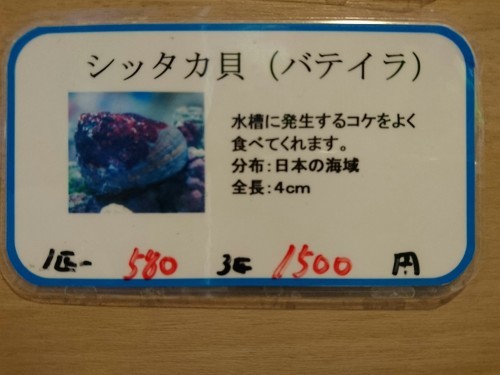 シッタカ貝（バテイラ）
水槽に発生するコケをよく
食べてくれます。
分布：日本の海域
全長：4cm
1匹ー 580 3匹 1500 円